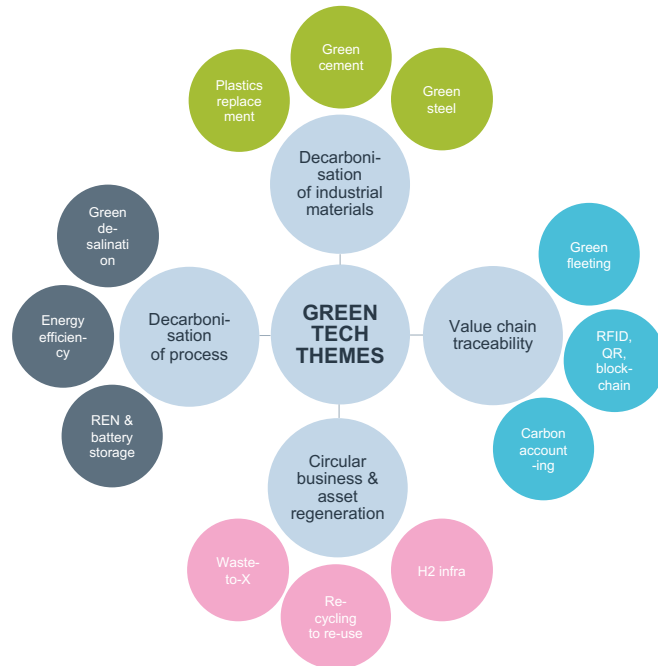 Green
cement
Plastics
replace
ment
Green
steel
Decarboni-
sation
of industrial
materials
Green
de-
salinati
on
Green
fleeting
Energy
efficien-
cy
Decarboni-
sation
of process
GREEN
TECH
THEMES
Value chain
traceability
RFID,
QR,
block-
chain
REN &
battery
storage
Carbon
account
-ing
Circular
business &
asset
regeneration
Waste-
to-X
H2 infra
Re-
cycling
to re-use